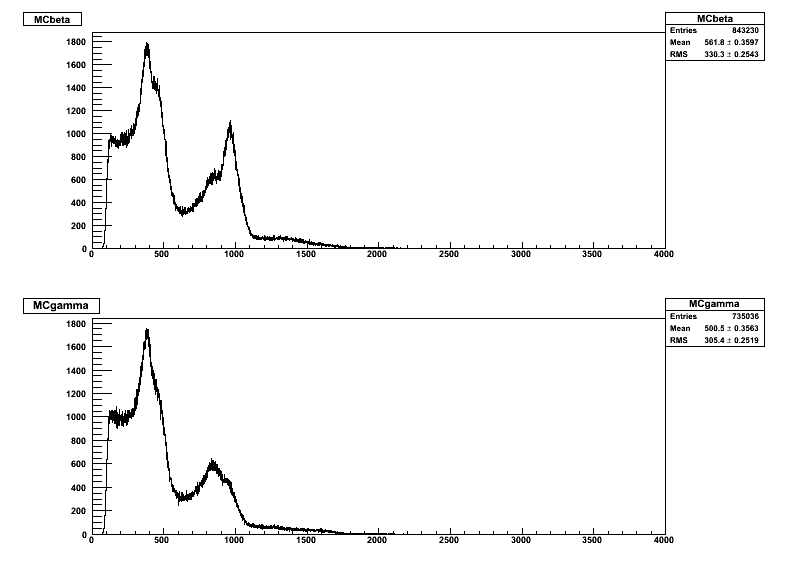 MCbeta
MCbeta
Entries 843230
Mean 561.8 ± 0.3597
RMS 330.3 ± 0.2543
1800
1600
1400
1200
1000
800
600
400
200
0
0 500 1000 1500 2000 2500 3000 3500 4000
MCgamma
MCgamma
Entries 735036
Mean 500.5 ± 0.3563
RMS 305.4 ± 0.2519
1800
1600
1400
1200
1000
800
600
400
200
0
0 500 1000 1500 2000 2500 3000 3500 4000